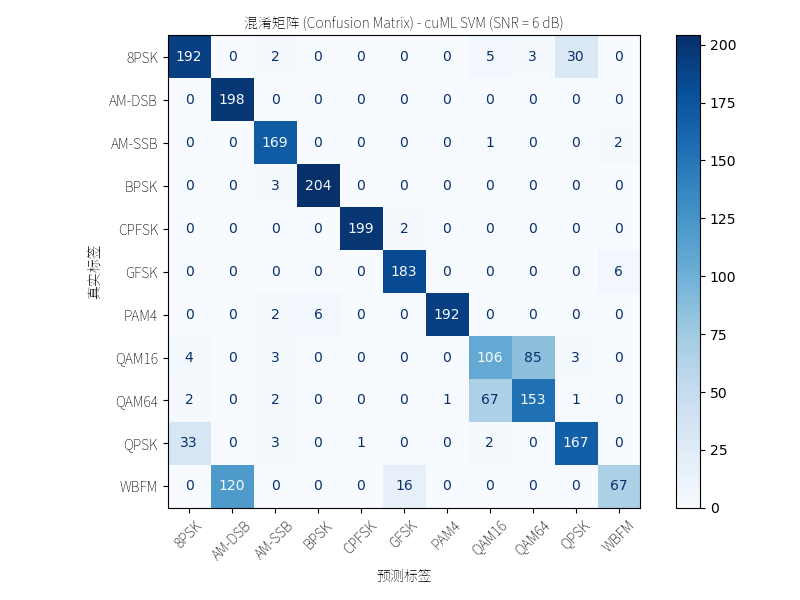 混淆矩阵 (Confusion Matrix) - cuML SVM (SNR = 6 dB)
8PSK 192 0 2 0 0 0 0 5 3 30 0
AM-DSB 0 198 0 0 0 0 0 0 0 0 0
AM-SSB 0 0 169 0 0 0 0 1 0 0 2
BPSK 0 0 3 204 0 0 0 0 0 0 0
CPFSK 0 0 0 0 199 2 0 0 0 0 0
GFSK 0 0 0 0 0 183 0 0 0 0 6
PAM4 0 0 2 6 0 0 192 0 0 0 0
QAM16 4 0 3 0 0 0 0 106 85 3 0
QAM64 2 0 2 0 0 0 1 67 153 1 0
QPSK 33 0 3 0 1 0 0 2 0 167 0
WBFM 0 120 0 0 0 16 0 0 0 0 67
8PSK AM-DSB AM-SSB BPSK CPFSK GFSK PAM4 QAM16 QAM64 QPSK WBFM
预测标签
真实标签
200
175
150
125
100
75
50
25
0